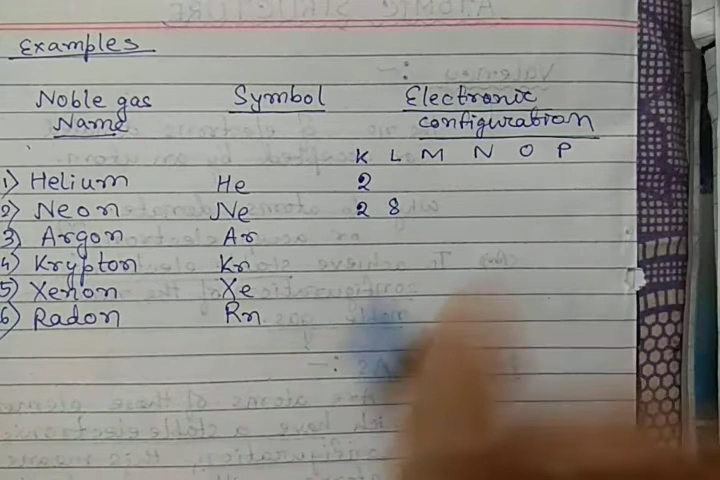 Examples
Noble gas Name Symbol Electronic configuration
K L M N O P
1) Helium He 2
2) Neon Ne 2 8
3) Argon Ar
4) Krypton Kr
5) Xenon Xe
6) Radon Rn